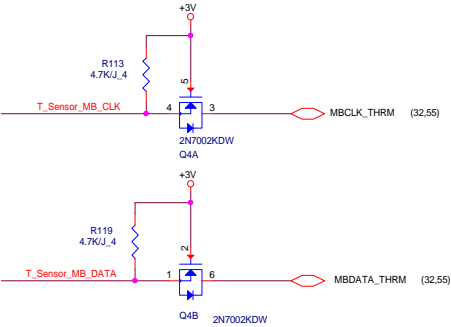 +3V
R113
4.7K/J_4
5
T_Sensor_MB_CLK
4
3
MBCLK_THRM (32,55)
2N7002KDW
Q4A
+3V
R119
4.7K/J_4
2
T_Sensor_MB_DATA
1
6
MBDATA_THRM (32,55)
Q4B
2N7002KDW